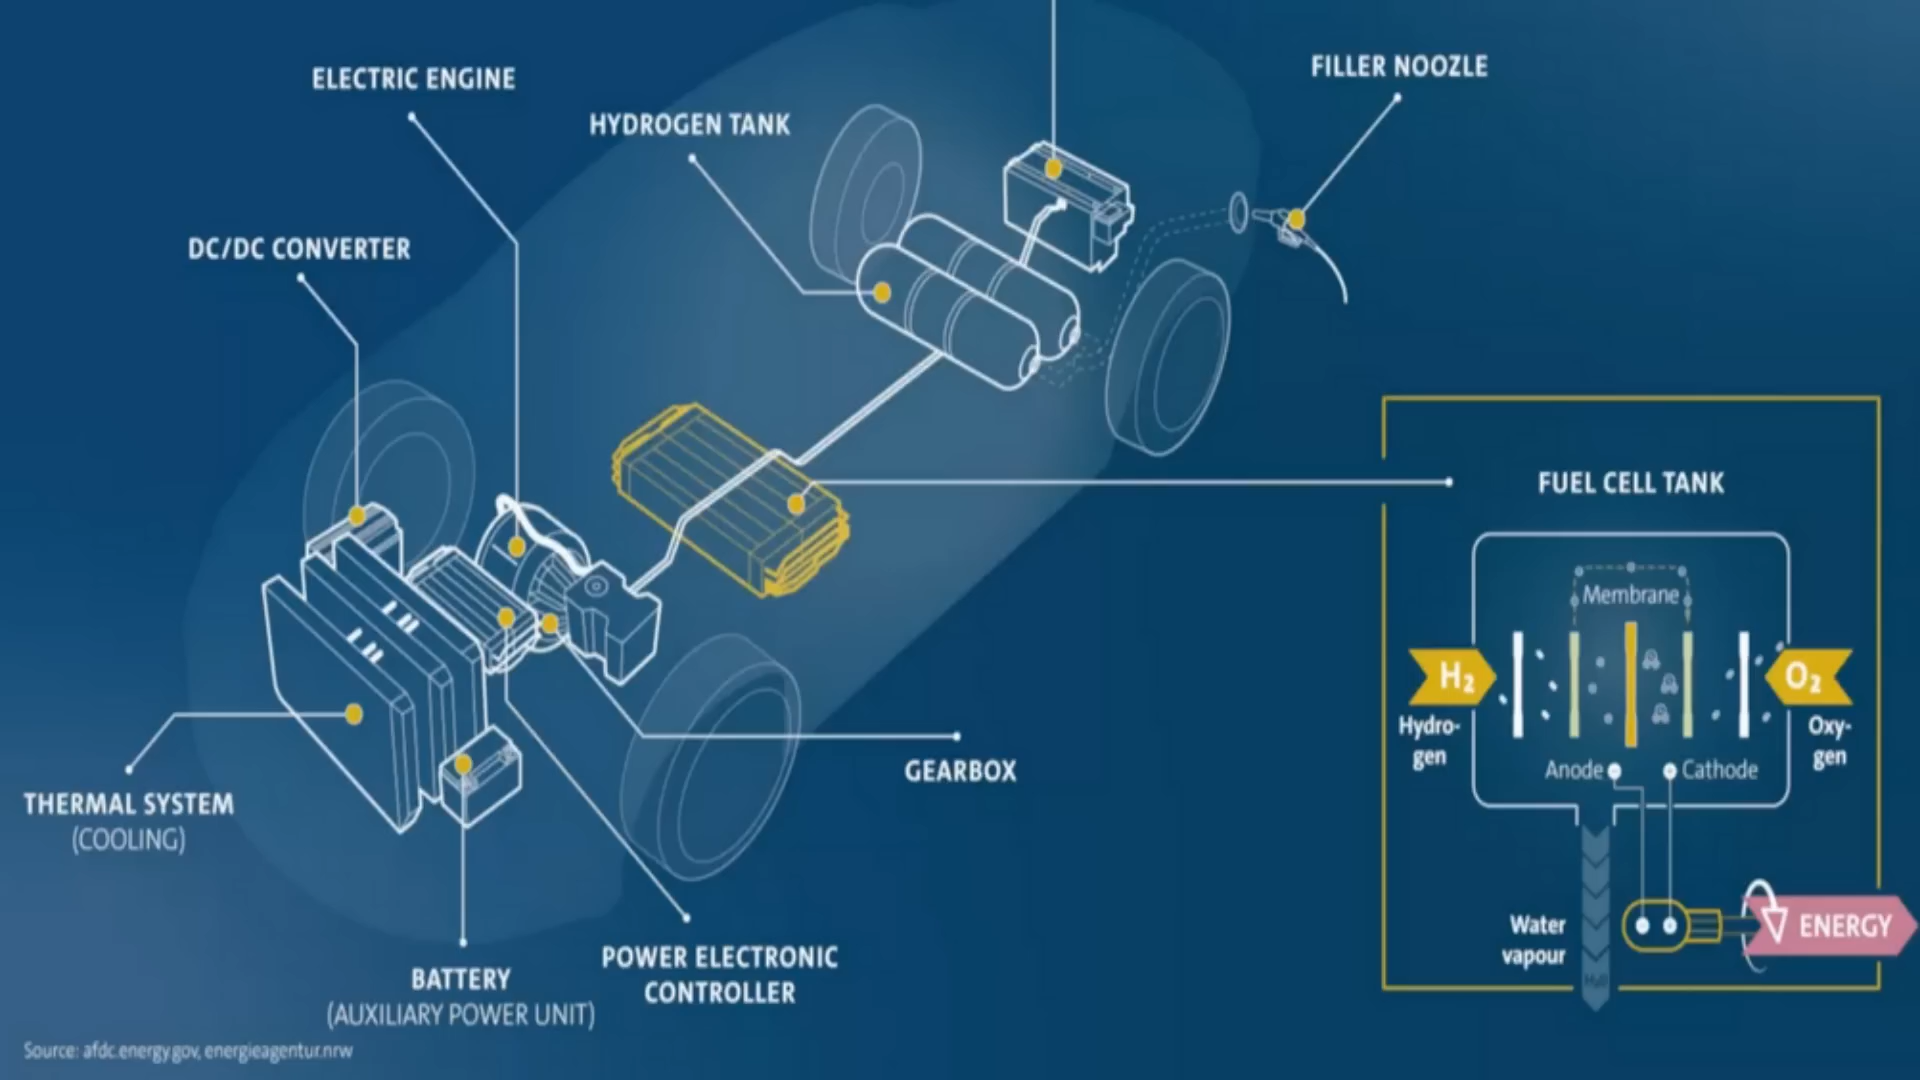 FILLER NOOZLE
ELECTRIC ENGINE
HYDROGEN TANK
DC/DC CONVERTER
FUEL CELL TANK
Membrane
H₂
O₂
Hydro-
gen
Oxy-
gen
Anode
Cathode
GEARBOX
THERMAL SYSTEM
(COOLING)
Water
vapour
ENERGY
POWER ELECTRONIC
CONTROLLER
BATTERY
(AUXILIARY POWER UNIT)
H₂O
Source: afdc.energy.gov, energieagentur.nrw